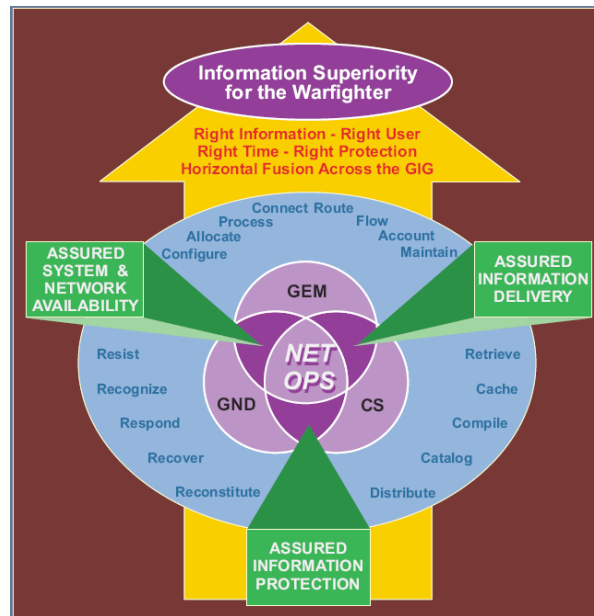 Information Superiority
for the Warfighter
Right Information - Right User
Right Time - Right Protection
Horizontal Fusion Across the GIG
Connect Route
Process
Flow
Allocate
Account
Configure
Maintain
ASSURED
SYSTEM &
NETWORK
AVAILABILITY
ASSURED
INFORMATION
DELIVERY
GEM
NET
OPS
GND
CS
Resist
Recognize
Respond
Recover
Reconstitute
Retrieve
Cache
Compile
Catalog
Distribute
ASSURED
INFORMATION
PROTECTION